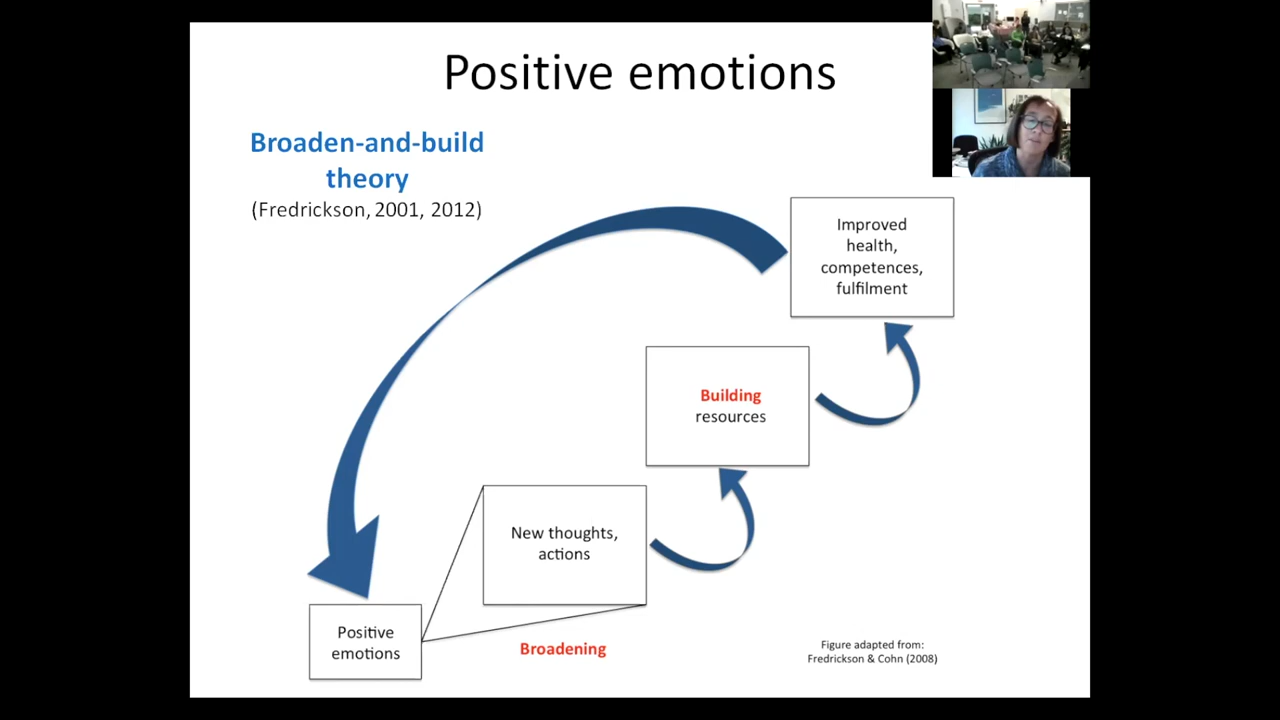 Positive emotions
Broaden-and-build
theory
(Fredrickson, 2001, 2012)
Improved
health,
competences,
fulfilment
Building
resources
New thoughts,
actions
Positive
emotions
Broadening
Figure adapted from:
Fredrickson & Cohn (2008)